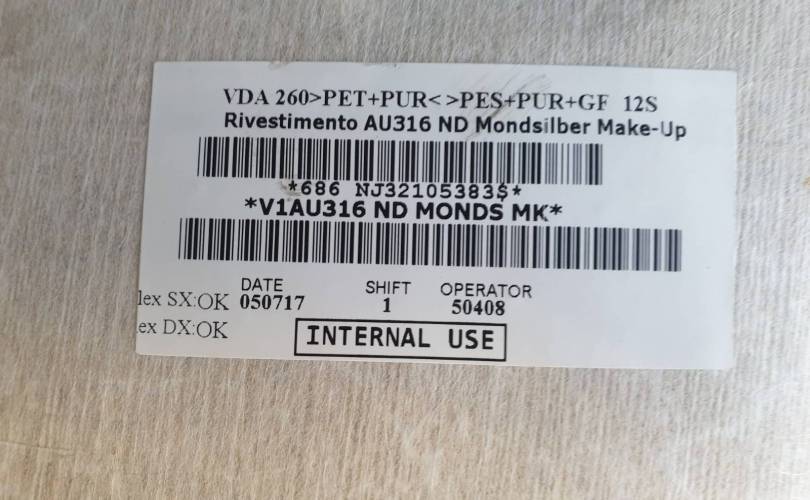 VDA 260>PET+PUR< >PES+PUR+GF 12S
Rivestimento AU316 ND Mondsilber Make-Up
*686 NJ32105383$*
*V1AU316 ND MONDS MK*
DATE SHIFT OPERATOR
lex SX:OK 050717 1 50408
ex DX:OK INTERNAL USE